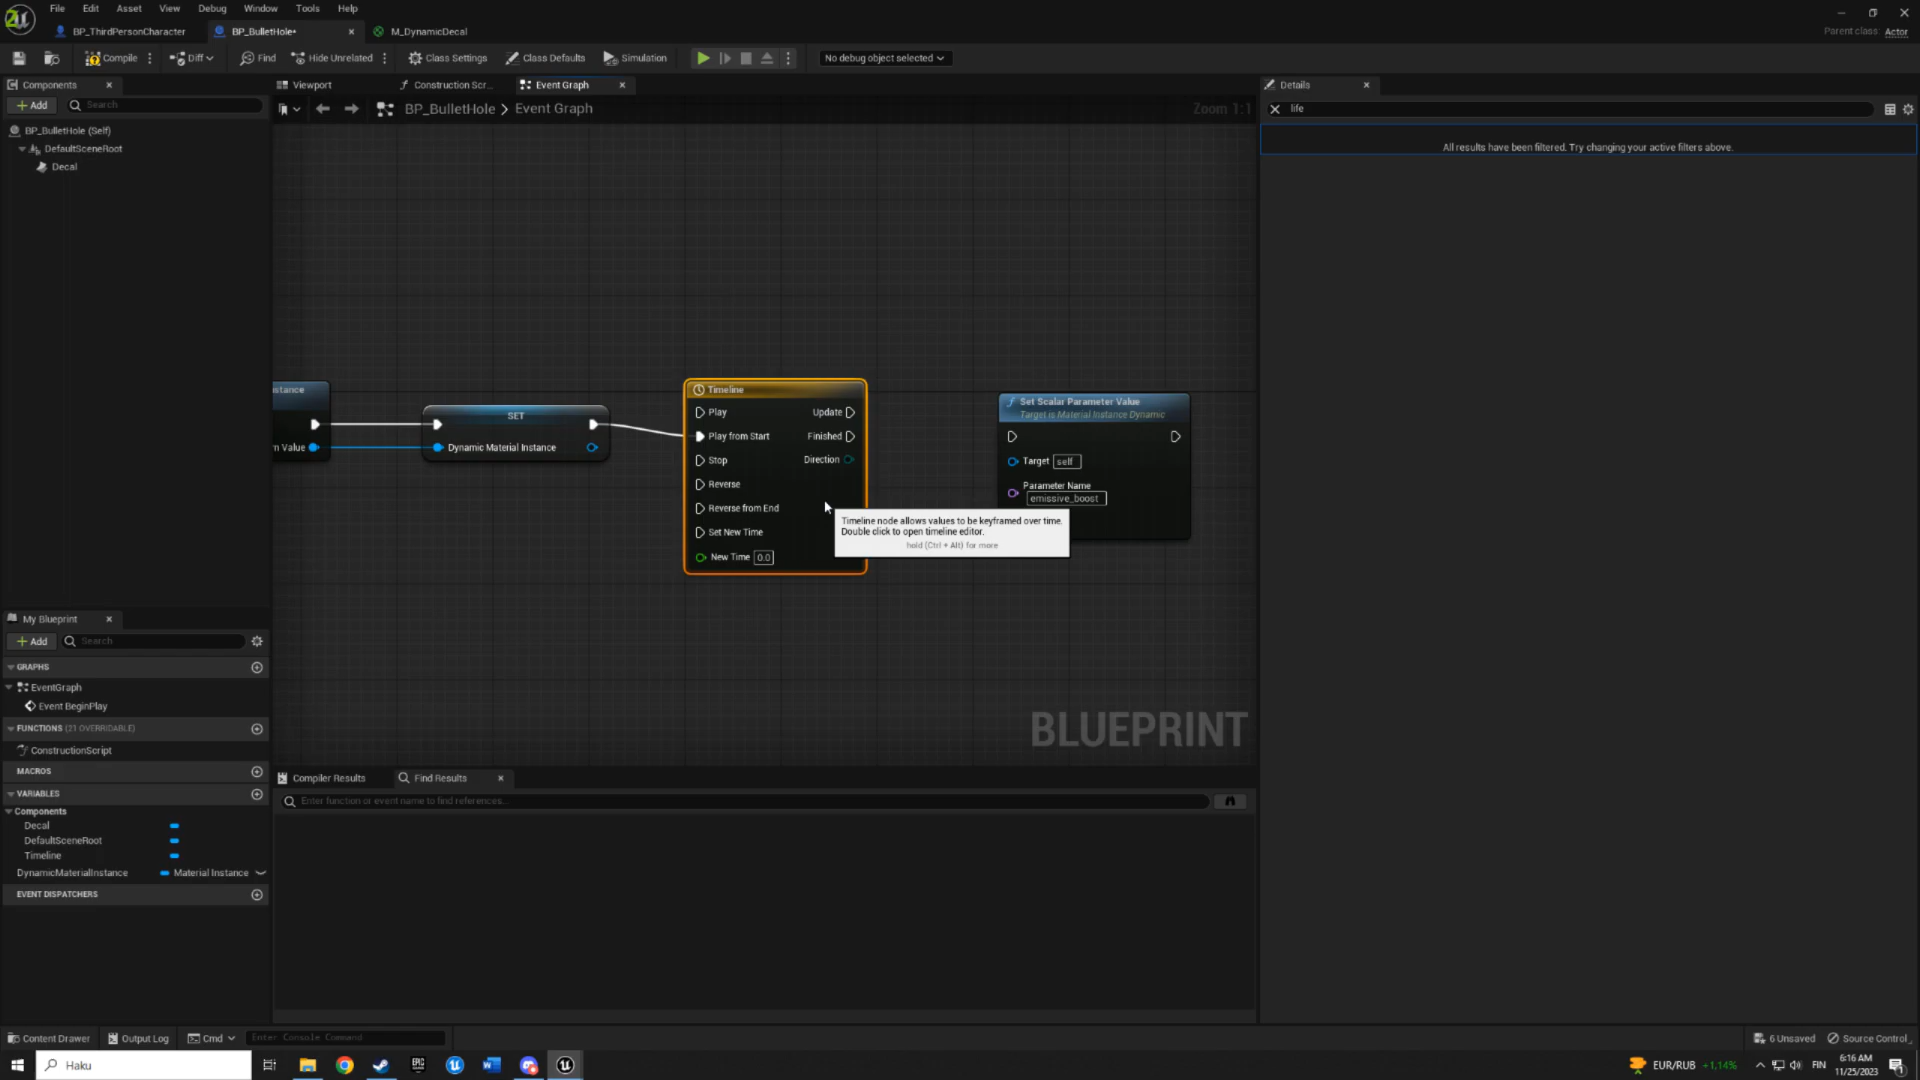 File Edit Asset View Debug Window Tools Help
BP_ThirdPersonCharacter BP_BulletHole• M_DynamicDecal
Parent class: Actor
Compile Diff Find Hide Unrelated Class Settings Class Defaults Simulation No debug object selected
Components Viewport Construction Scr... Event Graph Details
Add Search BP_BulletHole > Event Graph Zoom 1:1 life
BP_BulletHole (Self)
DefaultSceneRoot
Decal
All results have been filtered. Try changing your active filters above.
stance
n Value
SET
Dynamic Material Instance
Timeline
Play Update
Play from Start Finished
Stop Direction
Reverse
Reverse from End
Set New Time
New Time 0.0
Set Scalar Parameter Value
Target is Material Instance Dynamic
Target self
Parameter Name
emissive_boost
Timeline node allows values to be keyframed over time.
Double click to open timeline editor.
hold (Ctrl + Alt) for more
BLUEPRINT
My Blueprint
Add Search
GRAPHS
EventGraph
Event BeginPlay
FUNCTIONS (21 OVERRIDABLE)
ConstructionScript
MACROS
VARIABLES
Components
Decal
DefaultSceneRoot
Timeline
DynamicMaterialInstance Material Instance
EVENT DISPATCHERS
Compiler Results Find Results
Enter function or event name to find references...
Content Drawer Output Log Cmd Enter Console Command 6 Unsaved Source Control
Haku EPIC EUR/RUB +1,14% FIN 6:16 AM
11/25/2023